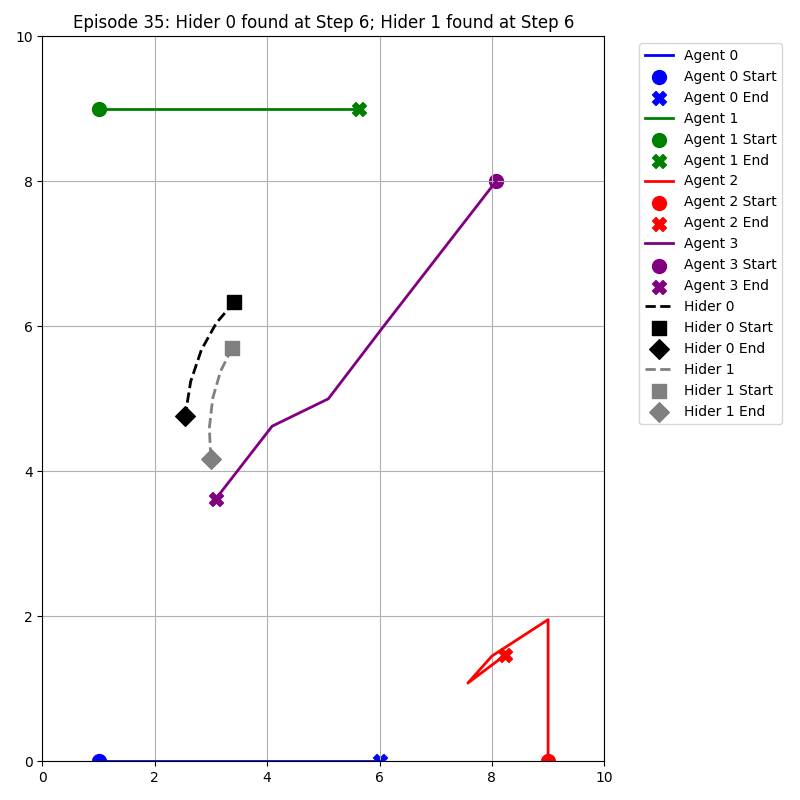 Episode 35: Hider 0 found at Step 6; Hider 1 found at Step 6
10
8
6
4
2
0
0
2
4
6
8
10
Agent 0
Agent 0 Start
Agent 0 End
Agent 1
Agent 1 Start
Agent 1 End
Agent 2
Agent 2 Start
Agent 2 End
Agent 3
Agent 3 Start
Agent 3 End
Hider 0
Hider 0 Start
Hider 0 End
Hider 1
Hider 1 Start
Hider 1 End